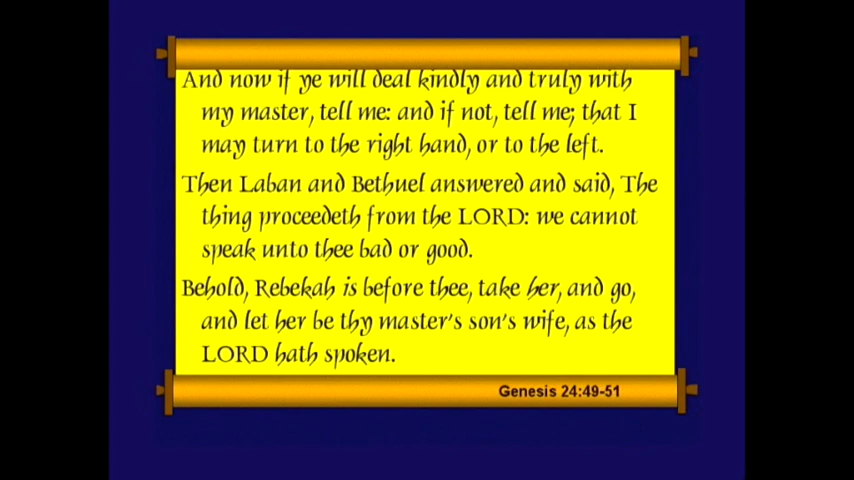 And now if ye will deal kindly and truly with
my master, tell me: and if not, tell me; that I
may turn to the right hand, or to the left.
Then Laban and Bethuel answered and said, The
thing proceedeth from the LORD: we cannot
speak unto thee bad or good.
Behold, Rebekah is before thee, take her, and go,
and let her be thy master's son's wife, as the
LORD hath spoken.
Genesis 24:49-51